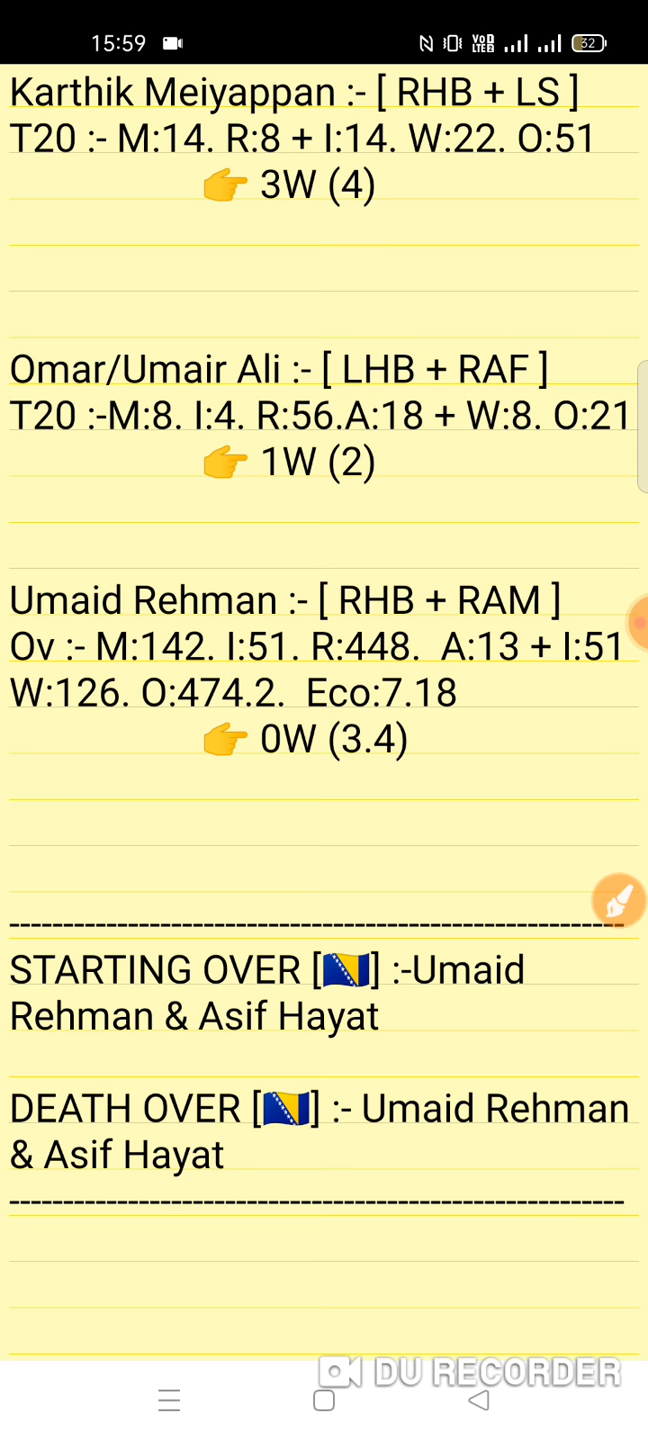 15:59
VoD LTE2 32
Karthik Meiyappan :- [ RHB + LS ]
T20 :- M:14. R:8 + I:14. W:22. O:51
👉 3W (4)
Omar/Umair Ali :- [ LHB + RAF ]
T20 :-M:8. I:4. R:56.A:18 + W:8. O:21
👉 1W (2)
Umaid Rehman :- [ RHB + RAM ]
Ov :- M:142. I:51. R:448. A:13 + I:51
W:126. O:474.2. Eco:7.18
👉 0W (3.4)
---------------------------------------------------------
STARTING OVER [🇧🇦] :-Umaid
Rehman & Asif Hayat
DEATH OVER [🇧🇦] :- Umaid Rehman
& Asif Hayat
---------------------------------------------------------
DU RECORDER